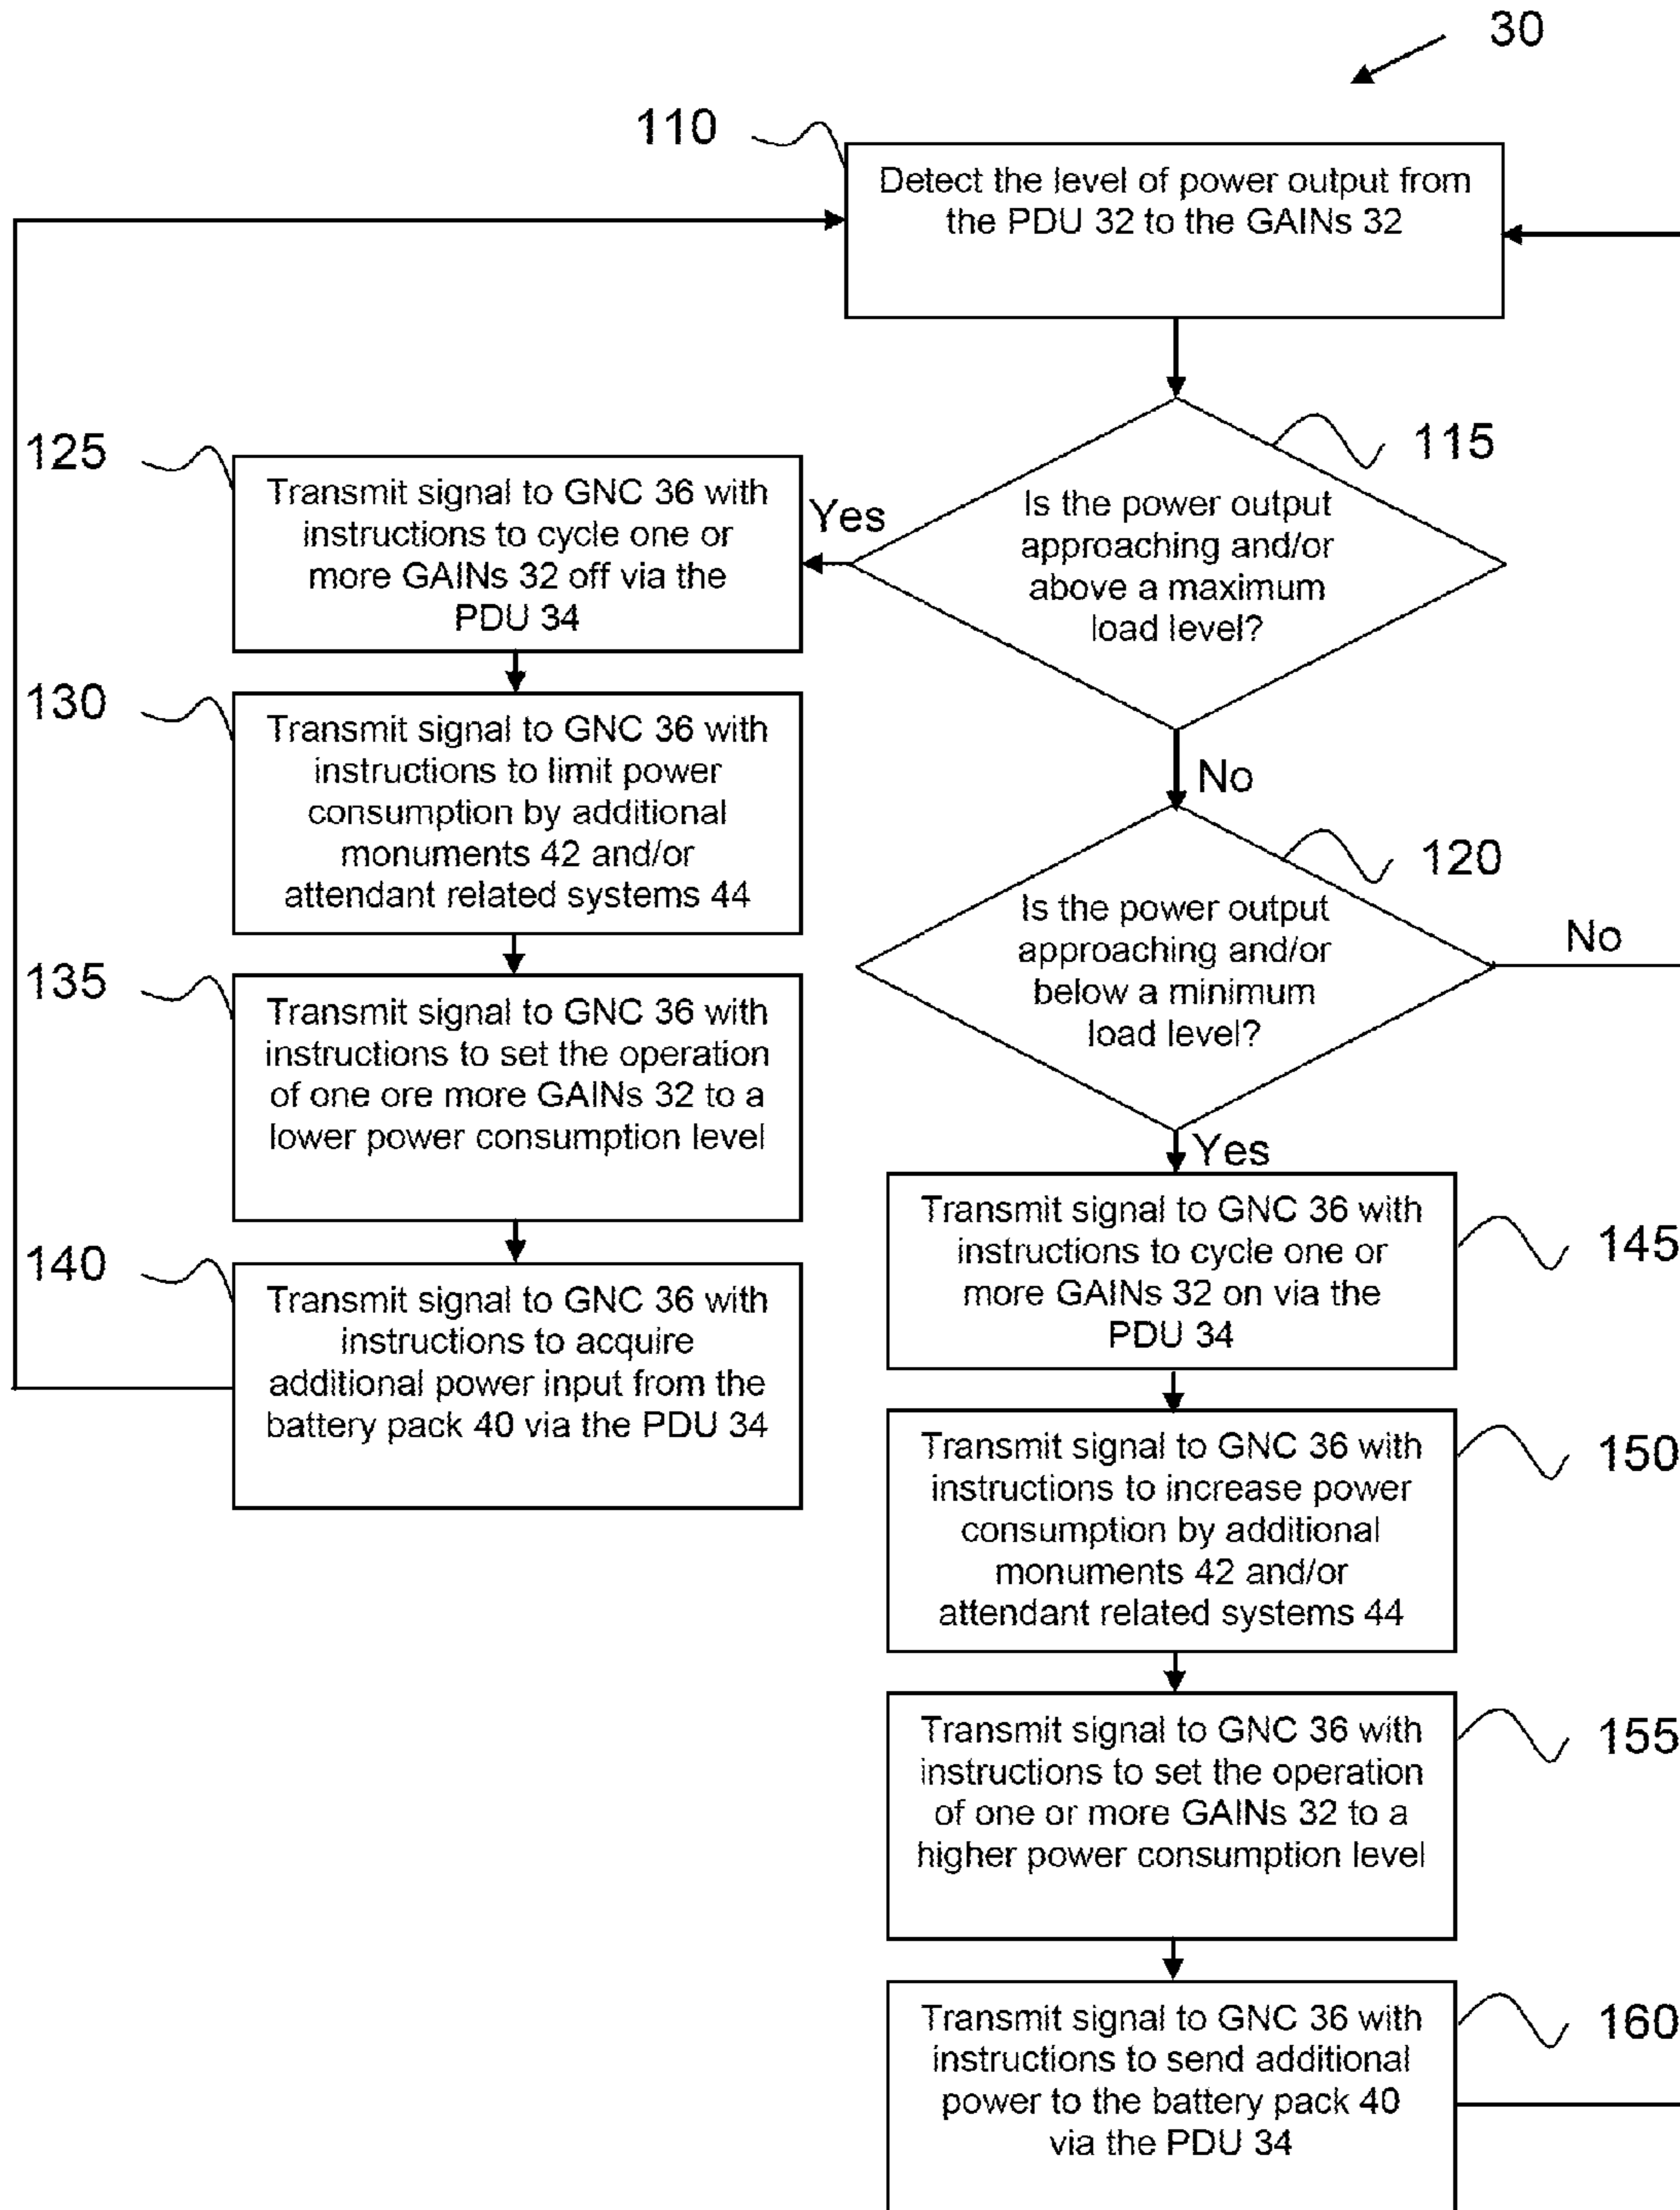 30
110
Detect the level of power output from
the PDU 32 to the GAINs 32
115
Is the power output
approaching and/or
above a maximum
load level?
Yes
No
125
Transmit signal to GNC 36 with
instructions to cycle one or
more GAINs 32 off via the
PDU 34
130
Transmit signal to GNC 36 with
instructions to limit power
consumption by additional
monuments 42 and/or
attendant related systems 44
135
Transmit signal to GNC 36 with
instructions to set the operation
of one ore more GAINs 32 to a
lower power consumption level
140
Transmit signal to GNC 36 with
instructions to acquire
additional power input from the
battery pack 40 via the PDU 34
120
Is the power output
approaching and/or
below a minimum
load level?
No
Yes
145
Transmit signal to GNC 36 with
instructions to cycle one or
more GAINs 32 on via the
PDU 34
150
Transmit signal to GNC 36 with
instructions to increase power
consumption by additional
monuments 42 and/or
attendant related systems 44
155
Transmit signal to GNC 36 with
instructions to set the operation
of one or more GAINs 32 to a
higher power consumption level
160
Transmit signal to GNC 36 with
instructions to send additional
power to the battery pack 40
via the PDU 34